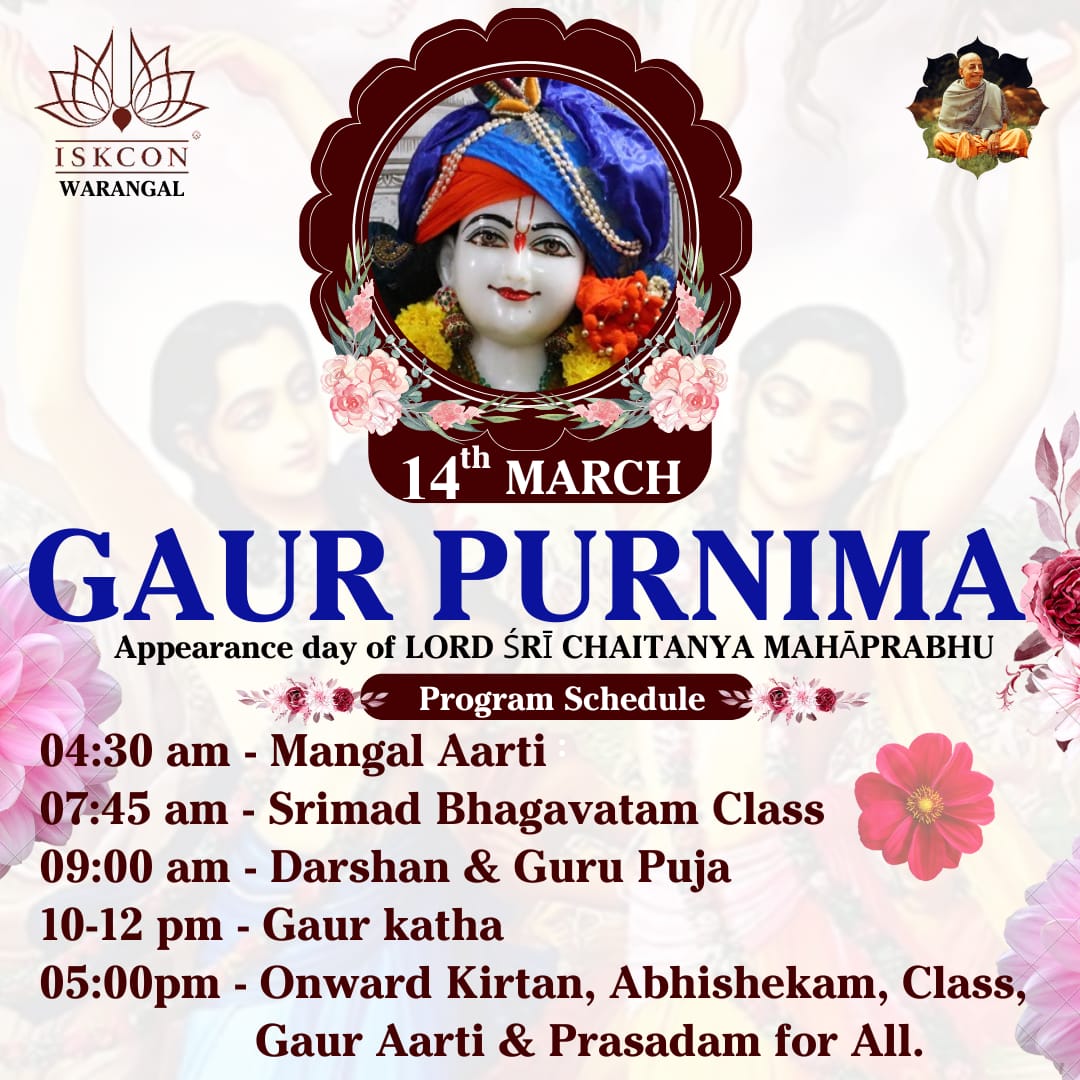 ISKCON
WARANGAL
14th MARCH
GAUR PURNIMA
Appearance day of LORD ŚRĪ CHAITANYA MAHĀPRABHU
Program Schedule
04:30 am - Mangal Aarti
07:45 am - Srimad Bhagavatam Class
09:00 am - Darshan & Guru Puja
10-12 pm - Gaur katha
05:00pm - Onward Kirtan, Abhishekam, Class,
Gaur Aarti & Prasadam for All.